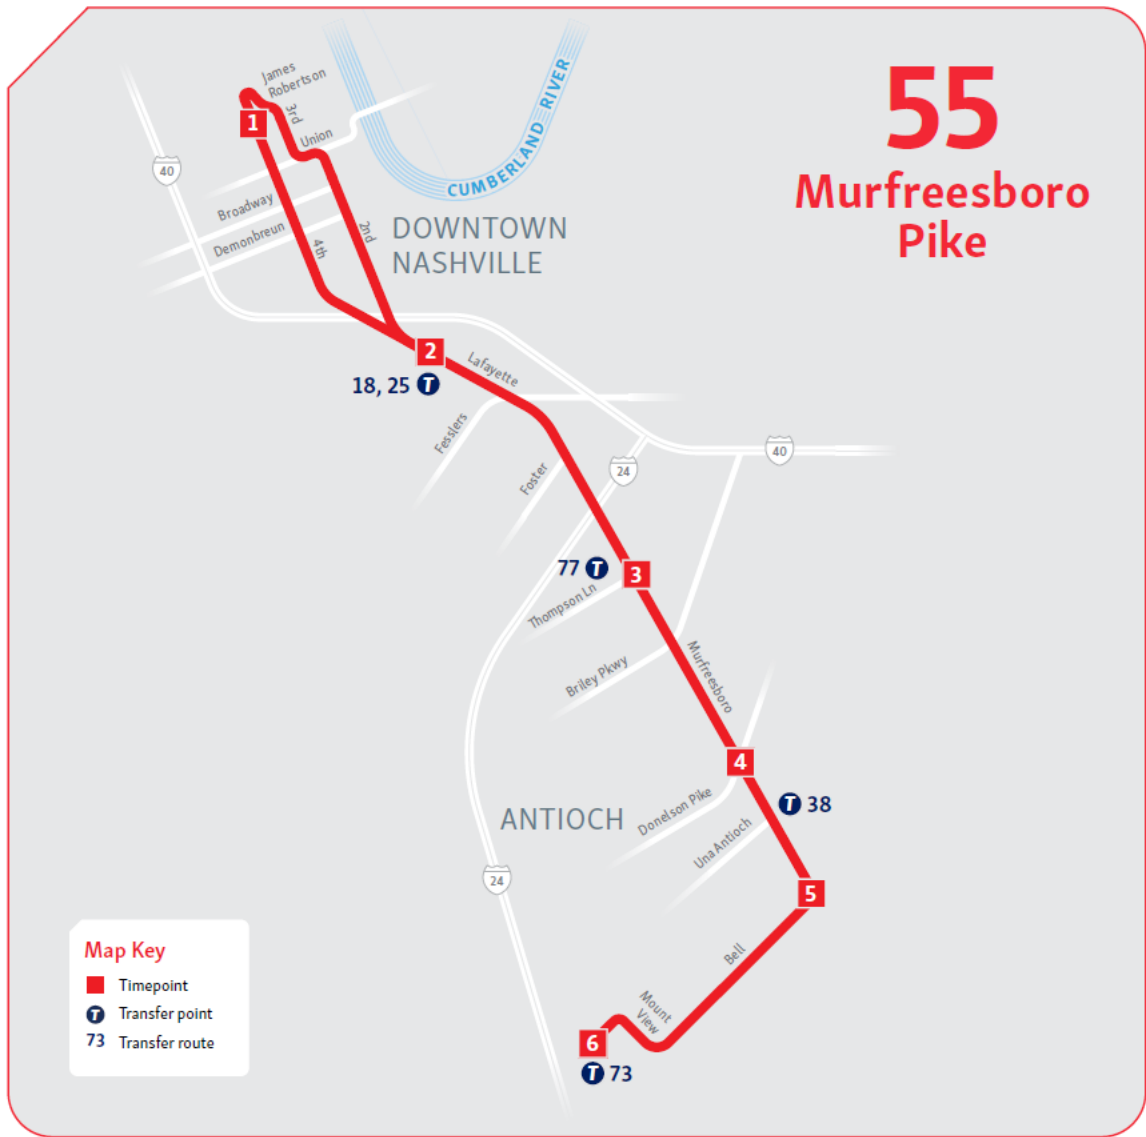 55
Murfreesboro
Pike
James
Robertson
3rd
1
Union
CUMBERLAND RIVER
40
Broadway
Demonbreun
4th
2nd
DOWNTOWN
NASHVILLE
2
18, 25 T
Lafayette
Fesslers
Foster
24
40
77 T
3
Thompson Ln
Briley Pkwy
Murfreesboro
4
T 38
Donelson Pike
ANTIOCH
Una Antioch
24
5
Bell
Mount
View
6
T 73
Map Key
Timepoint
T Transfer point
73 Transfer route